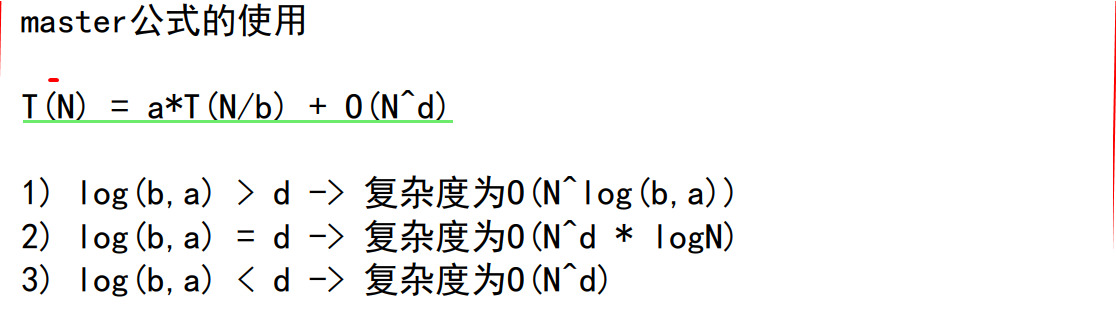 master公式的使用
T(N) = a*T(N/b) + O(N^d)
1) log(b,a) > d -> 复杂度为O(N^log(b,a))
2) log(b,a) = d -> 复杂度为O(N^d * logN)
3) log(b,a) < d -> 复杂度为O(N^d)